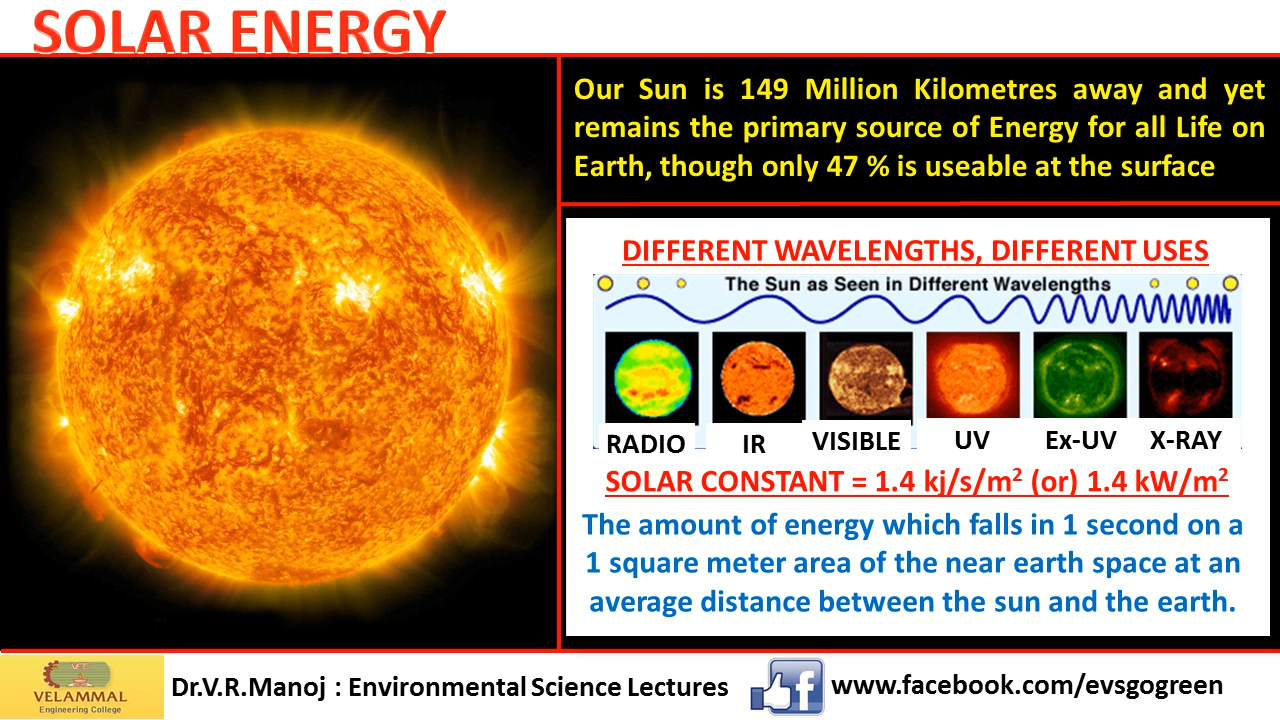 SOLAR ENERGY
Our Sun is 149 Million Kilometres away and yet
remains the primary source of Energy for all Life on
Earth, though only 47 % is useable at the surface
DIFFERENT WAVELENGTHS, DIFFERENT USES
The Sun as Seen in Different Wavelengths
RADIO IR VISIBLE UV Ex-UV X-RAY
SOLAR CONSTANT = 1.4 kj/s/m² (or) 1.4 kW/m²
The amount of energy which falls in 1 second on a
1 square meter area of the near earth space at an
average distance between the sun and the earth.
VEC
VELAMMAL
Engineering College
Dr.V.R.Manoj : Environmental Science Lectures
f
www.facebook.com/evsgogreen